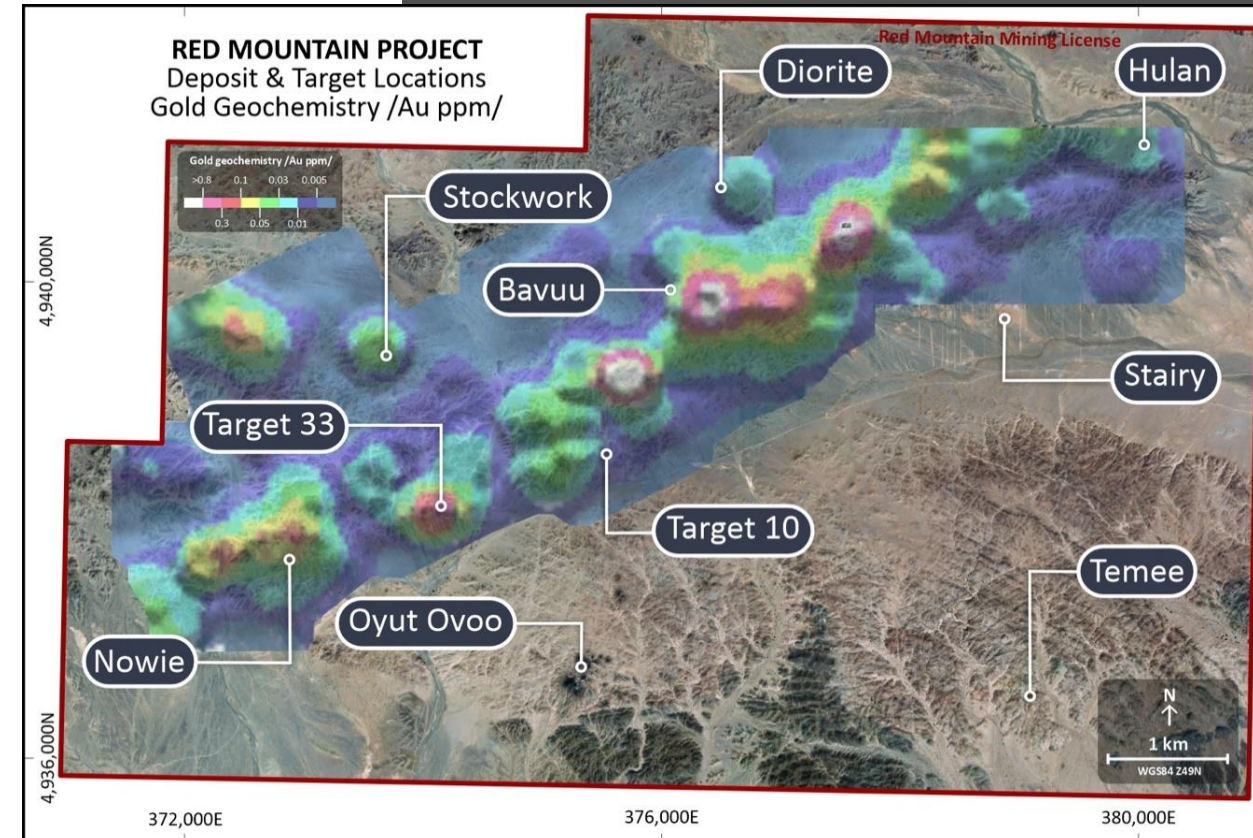 RED MOUNTAIN PROJECT
Deposit & Target Locations
Gold Geochemistry /Au ppm/
Red Mountain Mining License
Diorite
Hulan
Gold geochemistry /Au ppm/
>0.8 0.1 0.03 0.005
0.3 0.05 0.01
Stockwork
Bavuu
4,940,000N
Stairy
Target 33
Target 10
Temee
Oyut Ovoo
Nowie
N
1 km
WGS84 Z49N
4,936,000N
372,000E
376,000E
380,000E